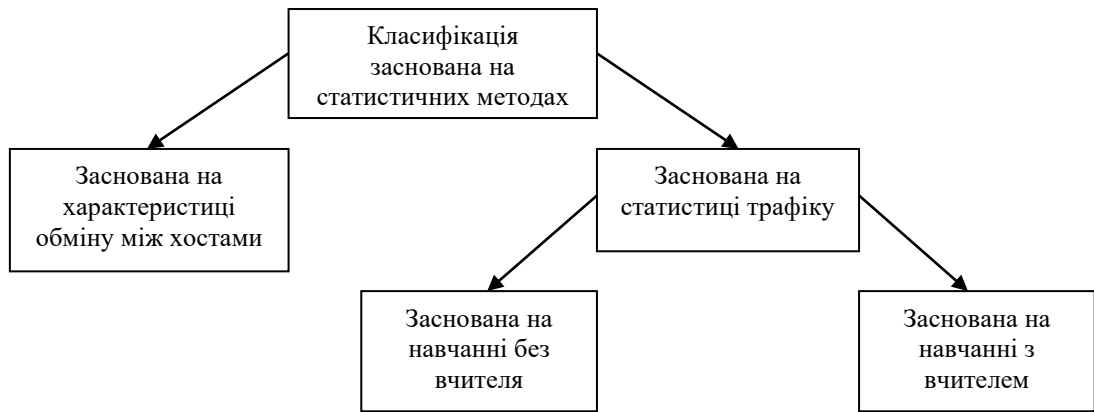 Класифікація
заснована на
статистичних методах
Заснована на
характеристиці
обміну між хостами
Заснована на
статистиці трафіку
Заснована на
навчанні без
вчителя
Заснована на
навчанні з
вчителем